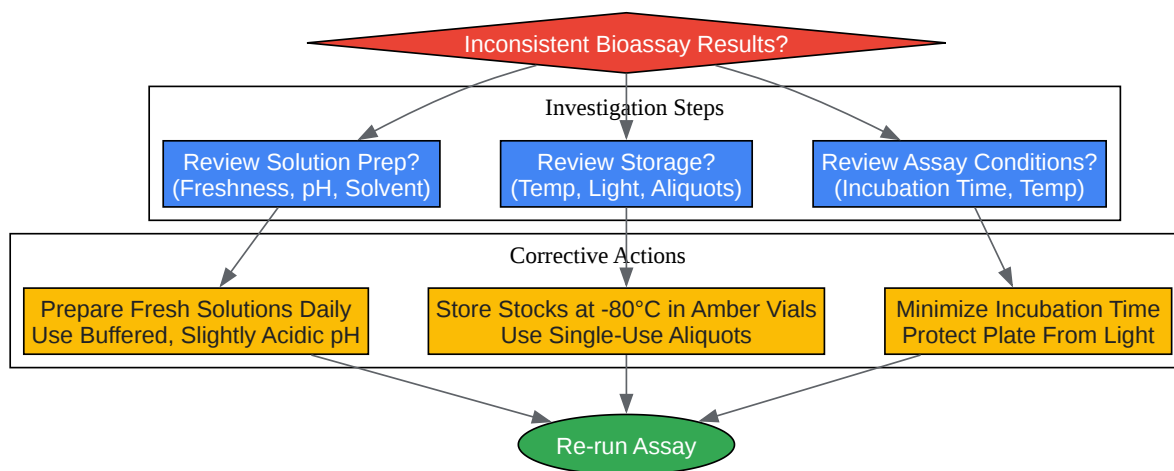 Inconsistent Bioassay Results?
Investigation Steps
Review Solution Prep?
(Freshness, pH, Solvent)
Review Storage?
(Temp, Light, Aliquots)
Review Assay Conditions?
(Incubation Time, Temp)
Corrective Actions
Prepare Fresh Solutions Daily
Use Buffered, Slightly Acidic pH
Store Stocks at -80°C in Amber Vials
Use Single-Use Aliquots
Minimize Incubation Time
Protect Plate From Light
Re-run Assay